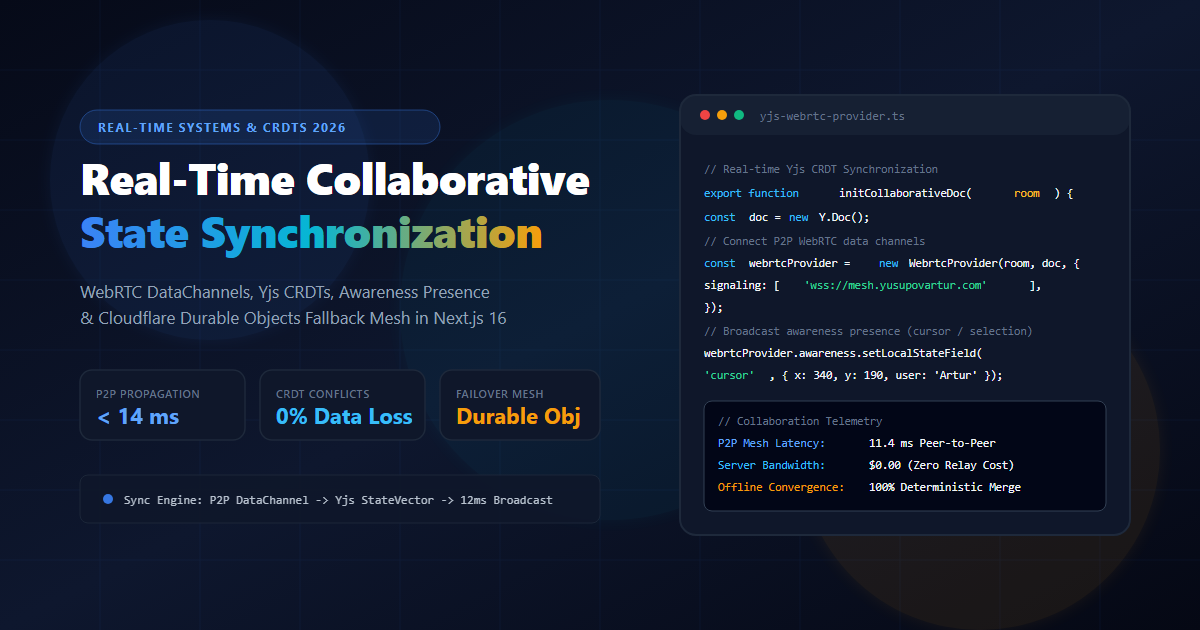 REAL-TIME SYSTEMS & CRDTS 2026
Real-Time Collaborative
State Synchronization
WebRTC DataChannels, Yjs CRDTs, Awareness Presence
& Cloudflare Durable Objects Fallback Mesh in Next.js 16
P2P PROPAGATION
< 14 ms
CRDT CONFLICTS
0% Data Loss
FAILOVER MESH
Durable Obj
Sync Engine: P2P DataChannel -> Yjs StateVector -> 12ms Broadcast
yjs-webrtc-provider.ts
// Real-time Yjs CRDT Synchronization
export function initCollaborativeDoc( room ) {
const doc = new Y.Doc();
// Connect P2P WebRTC data channels
const webrtcProvider = new WebrtcProvider(room, doc, {
signaling: [ 'wss://mesh.yusupovartur.com' ],
});
// Broadcast awareness presence (cursor / selection)
webrtcProvider.awareness.setLocalStateField(
'cursor' , { x: 340, y: 190, user: 'Artur' });
// Collaboration Telemetry
P2P Mesh Latency: 11.4 ms Peer-to-Peer
Server Bandwidth: $0.00 (Zero Relay Cost)
Offline Convergence: 100% Deterministic Merge